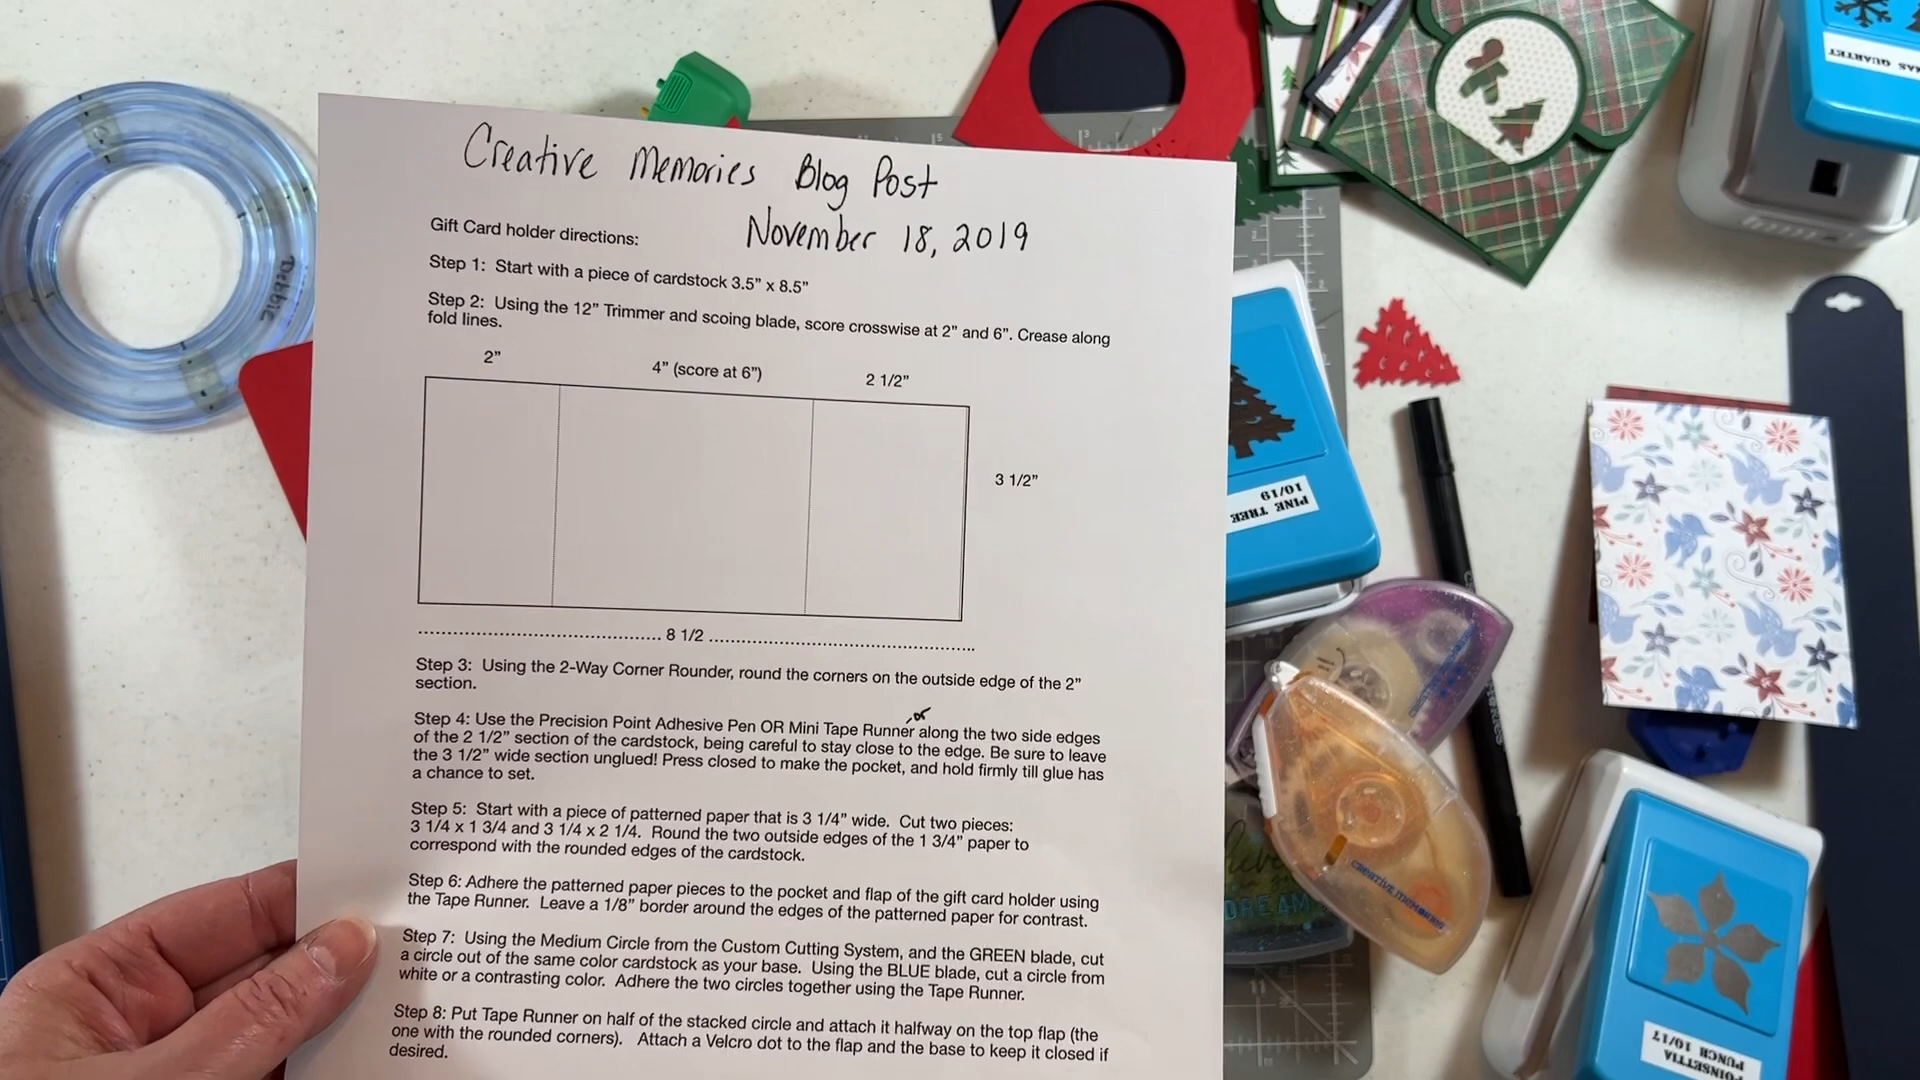 Creative Memories Blog Post
November 18, 2019
Gift Card holder directions:
Step 1: Start with a piece of cardstock 3.5” x 8.5”
Step 2: Using the 12” Trimmer and scoing blade, score crosswise at 2” and 6”. Crease along
fold lines.
2”
4” (score at 6”)
2 1/2”
3 1/2”
8 1/2
Step 3: Using the 2-Way Corner Rounder, round the corners on the outside edge of the 2”
section.
, or
Step 4: Use the Precision Point Adhesive Pen OR Mini Tape Runner along the two side edges
of the 2 1/2” section of the cardstock, being careful to stay close to the edge. Be sure to leave
the 3 1/2” wide section unglued! Press closed to make the pocket, and hold firmly till glue has
a chance to set.
Step 5: Start with a piece of patterned paper that is 3 1/4” wide. Cut two pieces:
3 1/4 x 1 3/4 and 3 1/4 x 2 1/4. Round the two outside edges of the 1 3/4” paper to
correspond with the rounded edges of the cardstock.
Step 6: Adhere the patterned paper pieces to the pocket and flap of the gift card holder using
the Tape Runner. Leave a 1/8” border around the edges of the patterned paper for contrast.
Step 7: Using the Medium Circle from the Custom Cutting System, and the GREEN blade, cut
a circle out of the same color cardstock as your base. Using the BLUE blade, cut a circle from
white or a contrasting color. Adhere the two circles together using the Tape Runner.
Step 8: Put Tape Runner on half of the stacked circle and attach it halfway on the top flap (the
one with the rounded corners). Attach a Velcro dot to the flap and the base to keep it closed if
desired.
Debbie
QUARTET
PINE TREE
10/19
CREATIVE MEMORIES
DREAM
POINSETTIA
PUNCH 10/17
11